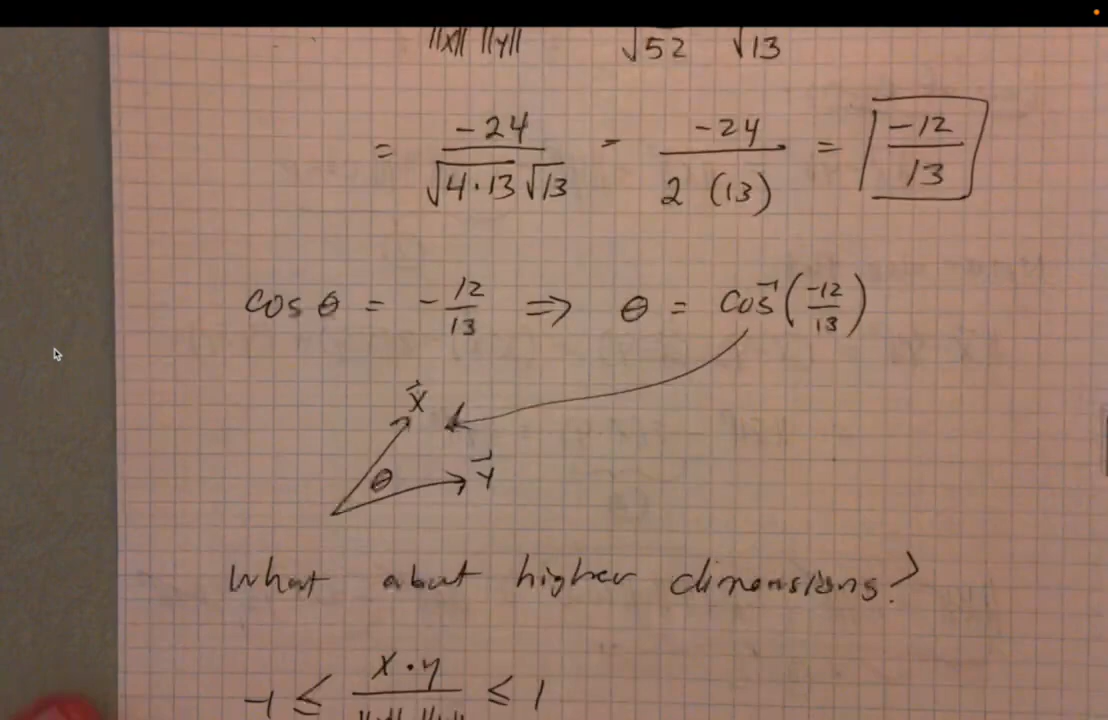 ||x|| ||y|| √52 √13
= -24 / √4·13 √13 - -24 / 2 (13) = -12 / 13
cos θ = - 12/13 ⇒ θ = cos⁻¹ (-12/13)
x⃗
θ y⃗
What about higher dimensions?
-1 ≤ x·y / ||x|| ||y|| ≤ 1